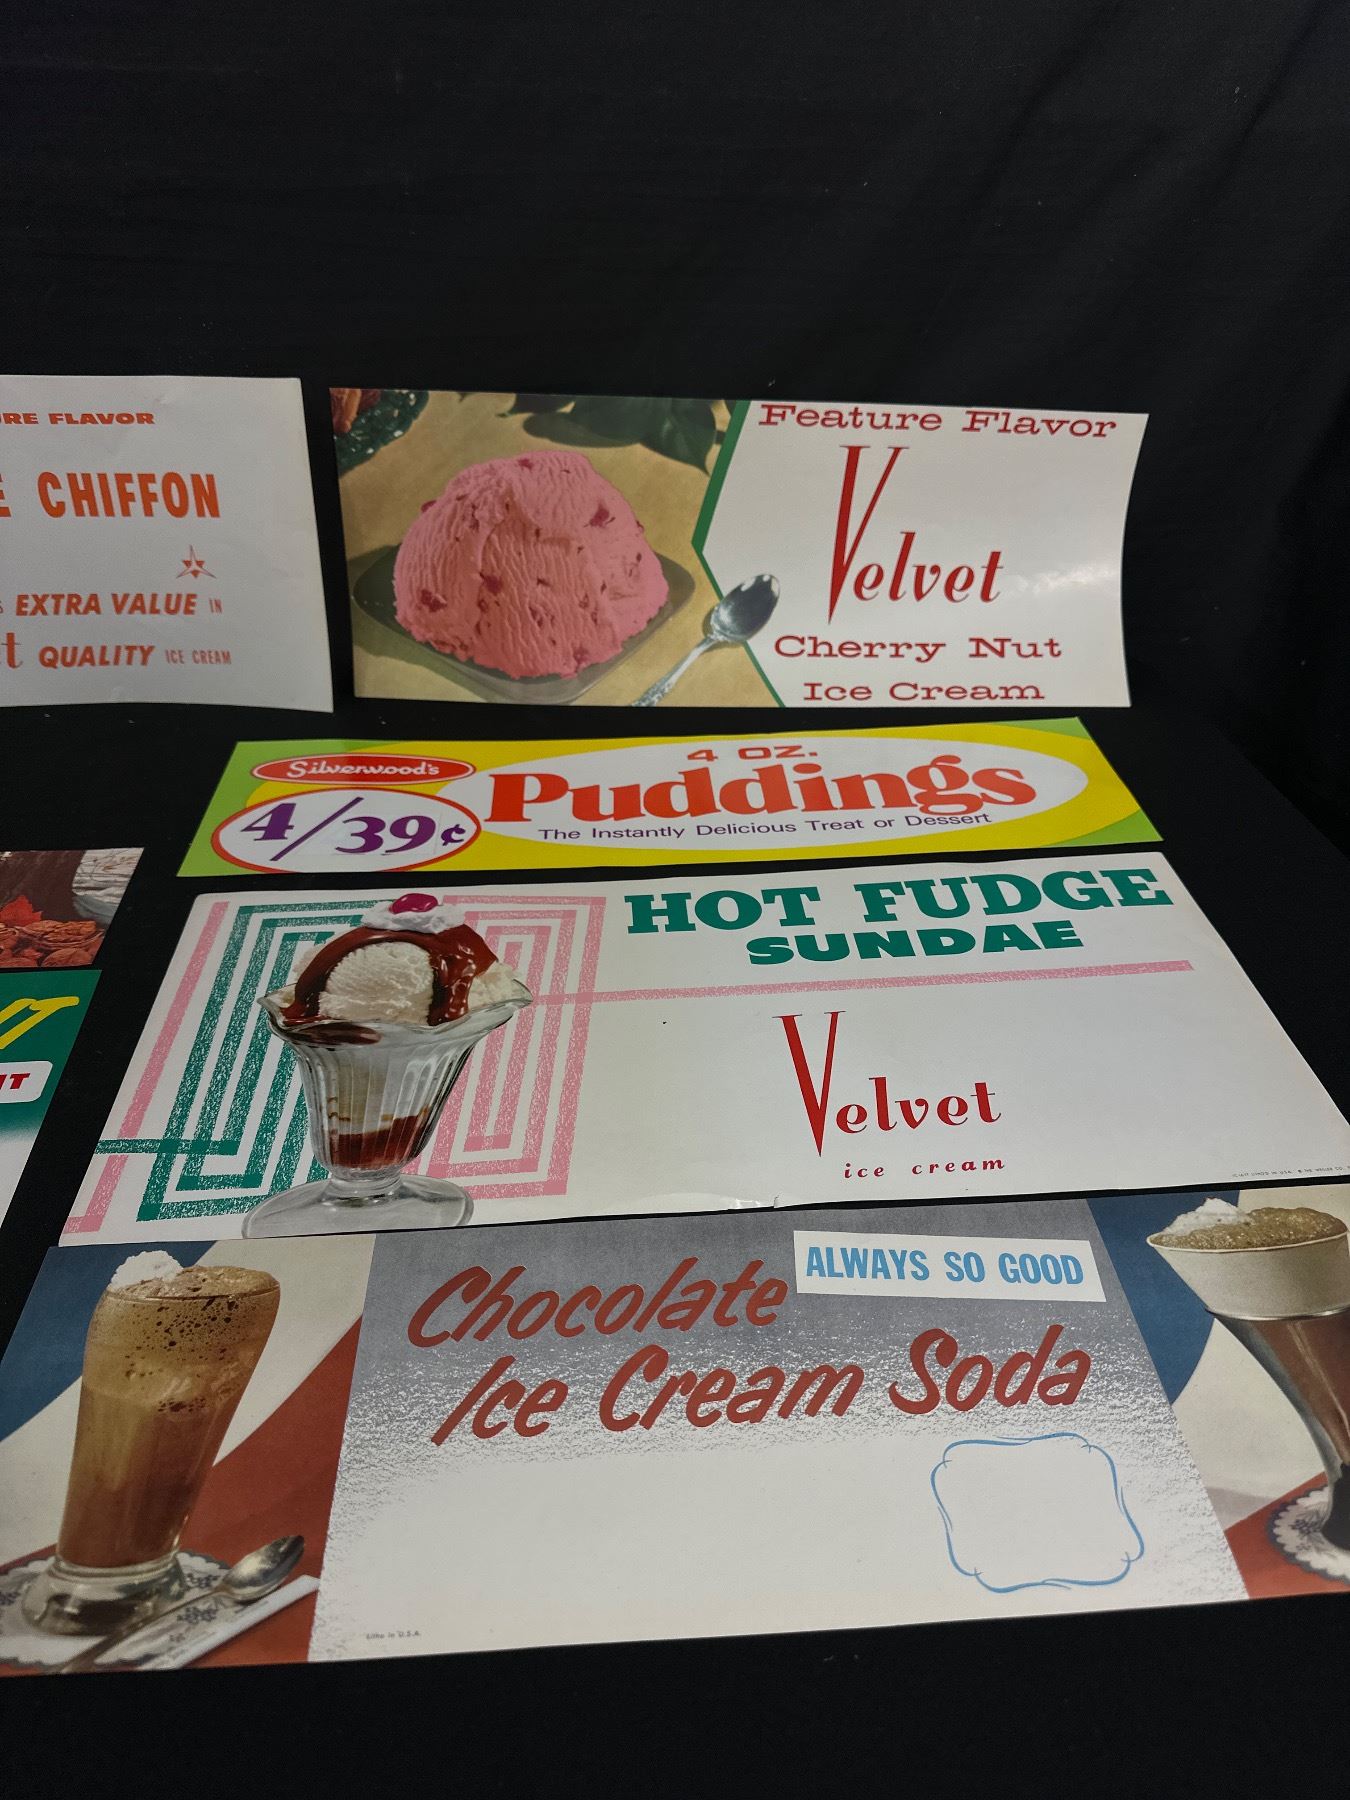 RE FLAVOR
E CHIFFON
EXTRA VALUE IN
t QUALITY ICE CREAM
Feature Flavor
Velvet
Cherry Nut
Ice Cream
Silverwood's
4/39¢
4 OZ.
Puddings
The Instantly Delicious Treat or Dessert
IT
HOT FUDGE
SUNDAE
Velvet
ice cream
ALWAYS SO GOOD
Chocolate
Ice Cream Soda
Litho in U.S.A.